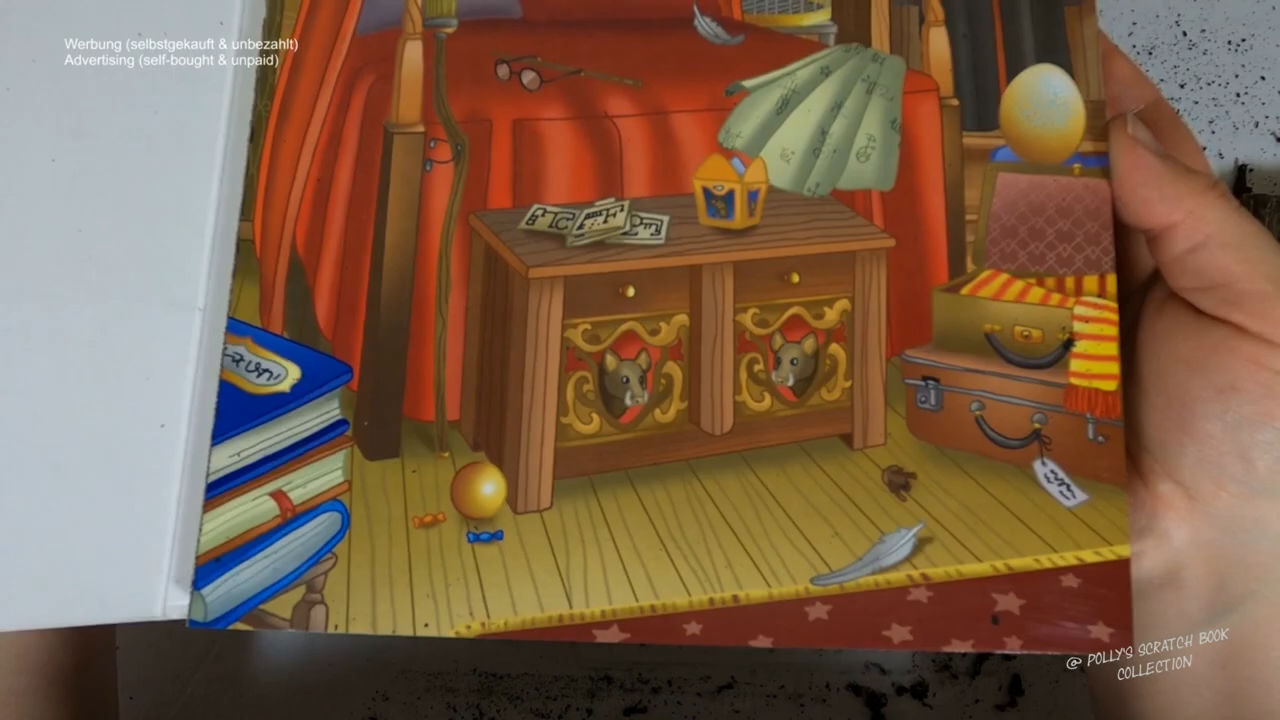 Werbung (selbstgekauft & unbezahlt)
Advertising (self-bought & unpaid)
@ POLLY'S SCRATCH BOOK
COLLECTION